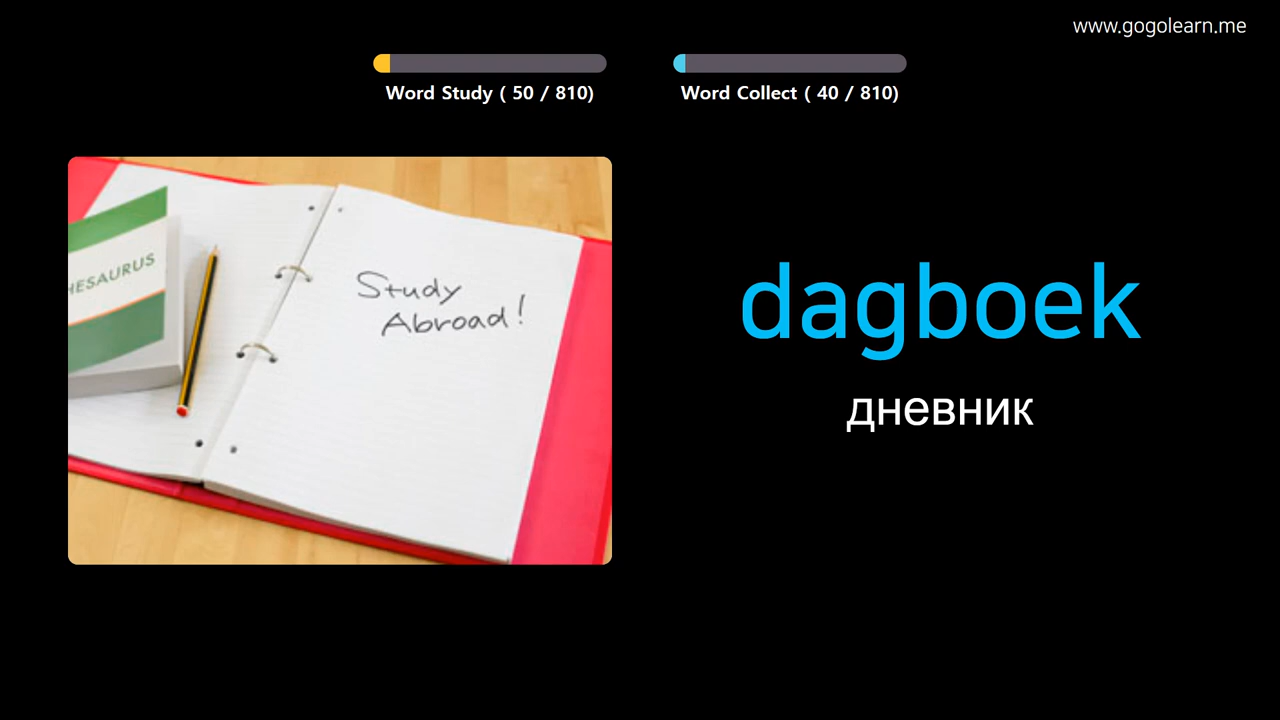 www.gogolearn.me
Word Study ( 50 / 810)
Word Collect ( 40 / 810)
HESAURUS
Study
Abroad!
dagboek
дневник